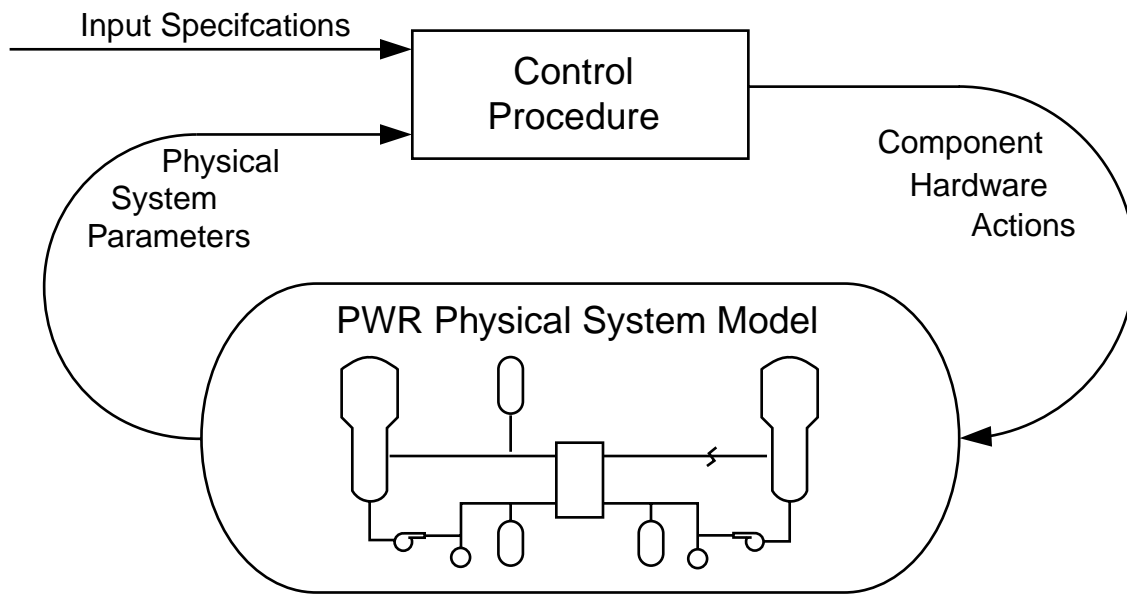 Input Specifcations
Control
Procedure
Physical
System
Parameters
Component
Hardware
Actions
PWR Physical System Model